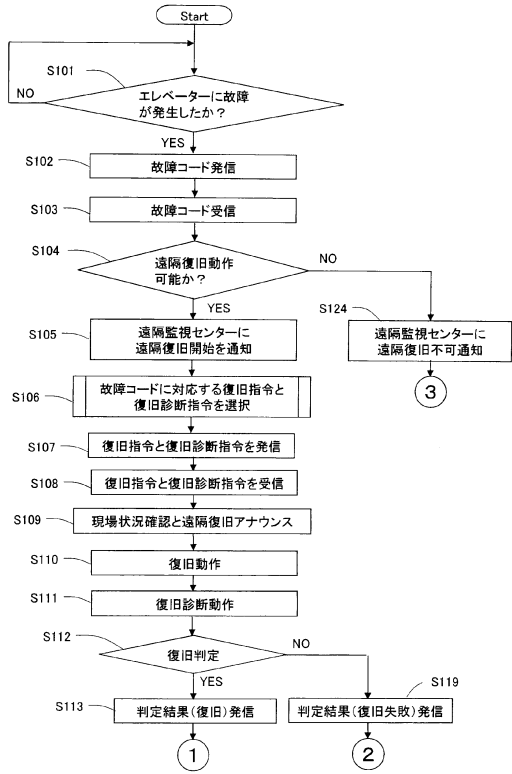 Start
S101
エレベーターに故障
が発生したか？
NO
YES
S102
故障コード発信
S103
故障コード受信
S104
遠隔復旧動作
可能か？
NO
YES
S124
S105
遠隔監視センターに
遠隔復旧開始を通知
遠隔監視センターに
遠隔復旧不可通知
3
S106
故障コードに対応する復旧指令と
復旧診断指令を選択
S107
復旧指令と復旧診断指令を発信
S108
復旧指令と復旧診断指令を受信
S109
現場状況確認と遠隔復旧アナウンス
S110
復旧動作
S111
復旧診断動作
S112
復旧判定
NO
YES
S113
判定結果(復旧)発信
S119
判定結果(復旧失敗)発信
1
2